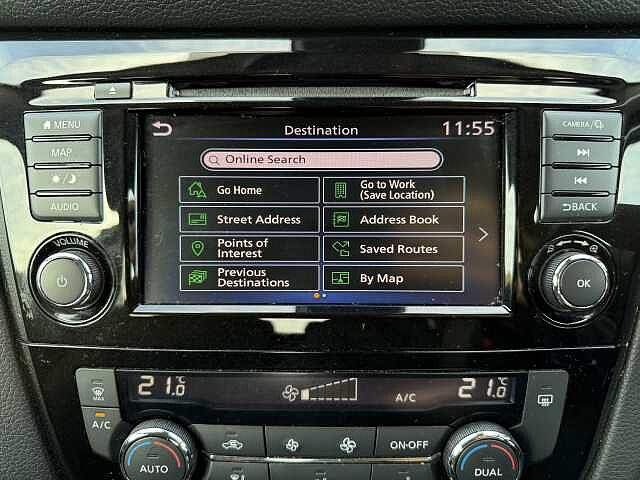 MENU
MAP
AUDIO
VOLUME
Destination
11:55
Online Search
Go Home
Go to Work
(Save Location)
Street Address
Address Book
Points of
Interest
Saved Routes
Previous
Destinations
By Map
CAMERA/
BACK
OK
21.0°C
A/C
21.0°C
MAX
A/C
AUTO
ON·OFF
DUAL